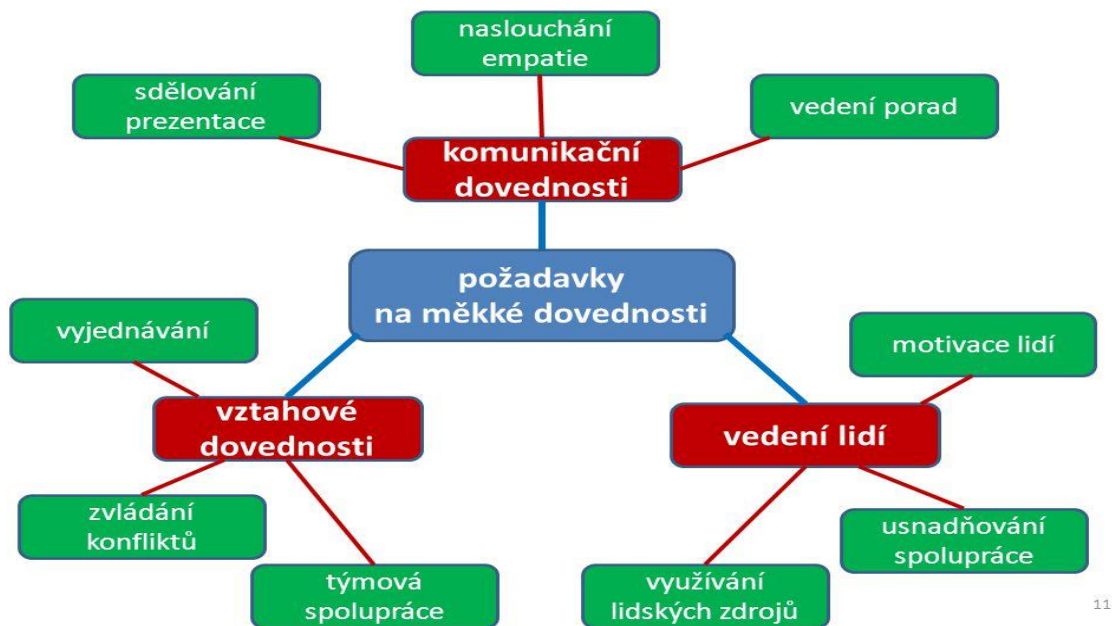 naslouchání
empatie
sdělování
prezentace
vedení porad
komunikační
dovednosti
požadavky
na měkké dovednosti
vyjednávání
motivace lidí
vztahové
dovednosti
vedení lidí
zvládání
konfliktů
usnadňování
spolupráce
týmová
spolupráce
využívání
lidských zdrojů
11